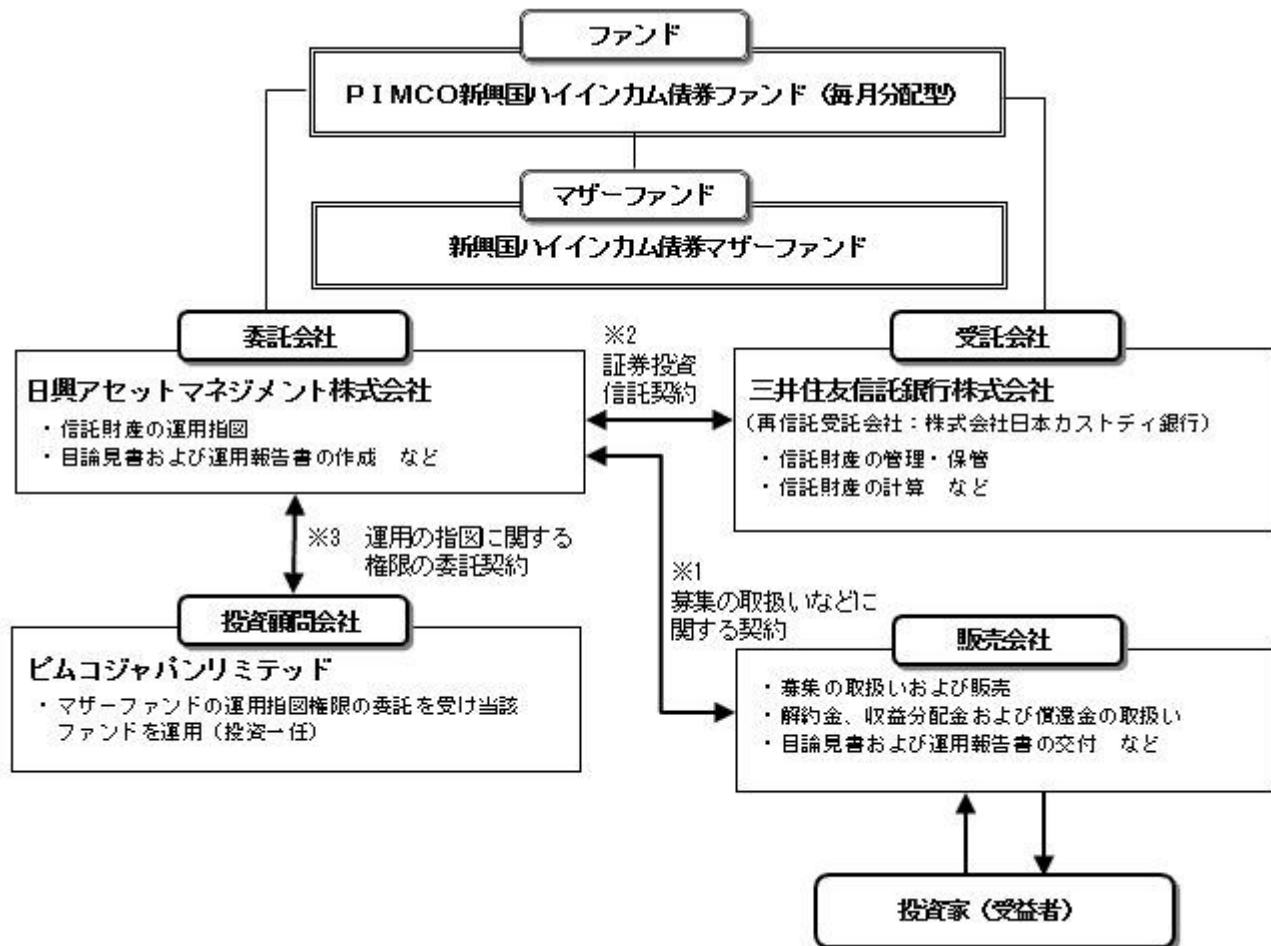 ファンド
PIMCO新興国ハイインカム債券ファンド（毎月分配型）
マザーファンド
新興国ハイインカム債券マザーファンド
委託会社
日興アセットマネジメント株式会社
・信託財産の運用指図
・目論見書および運用報告書の作成　など
※2
証券投資
信託契約
受託会社
三井住友信託銀行株式会社
（再信託受託会社：株式会社日本カストディ銀行）
・信託財産の管理・保管
・信託財産の計算　など
※3　運用の指図に関する
権限の委託契約
※1
募集の取扱いなどに
関する契約
投資顧問会社
ピムコジャパンリミテッド
・マザーファンドの運用指図権限の委託を受け当該
ファンドを運用（投資一任）
販売会社
・募集の取扱いおよび販売
・解約金、収益分配金および償還金の取扱い
・目論見書および運用報告書の交付　など
投資家（受益者）